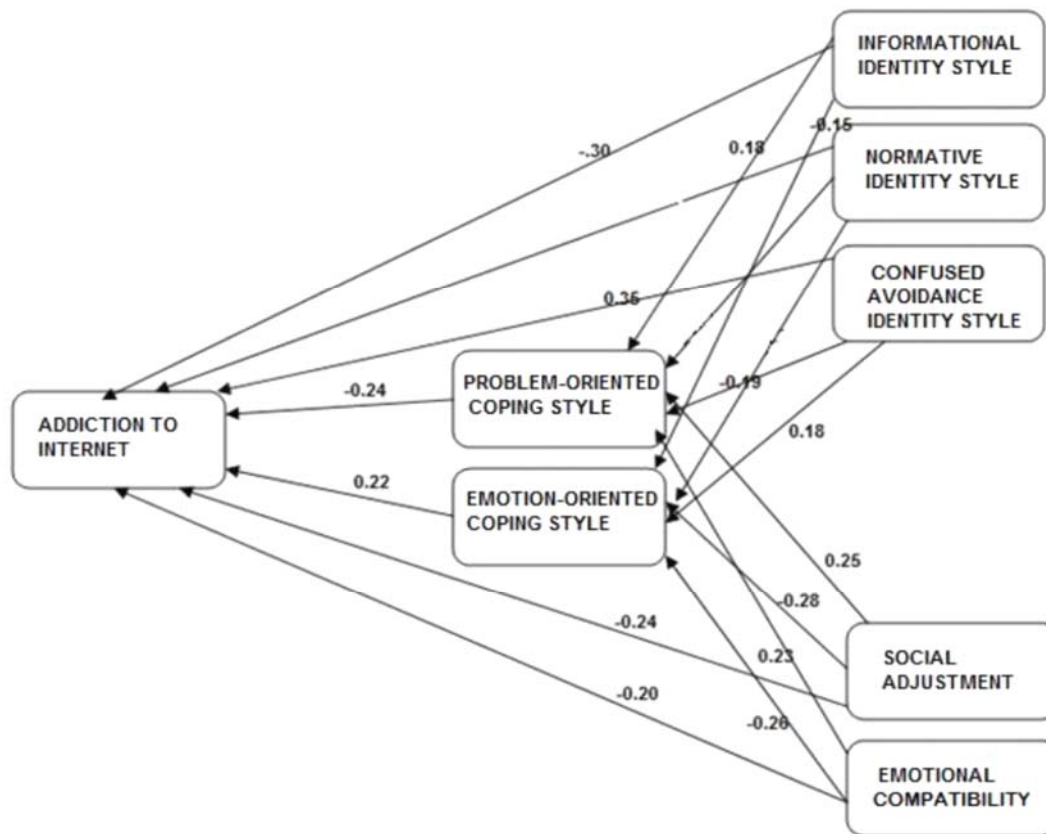 INFORMATIONAL
IDENTITY STYLE
-.30
0.18
-0.15
NORMATIVE
IDENTITY STYLE
CONFUSED
AVOIDANCE
IDENTITY STYLE
0.35
PROBLEM-ORIENTED
COPING STYLE
-0.24
-0.19
ADDICTION TO
INTERNET
0.18
0.22
EMOTION-ORIENTED
COPING STYLE
0.25
-0.28
-0.24
0.23
SOCIAL
ADJUSTMENT
-0.20
-0.26
EMOTIONAL
COMPATIBILITY